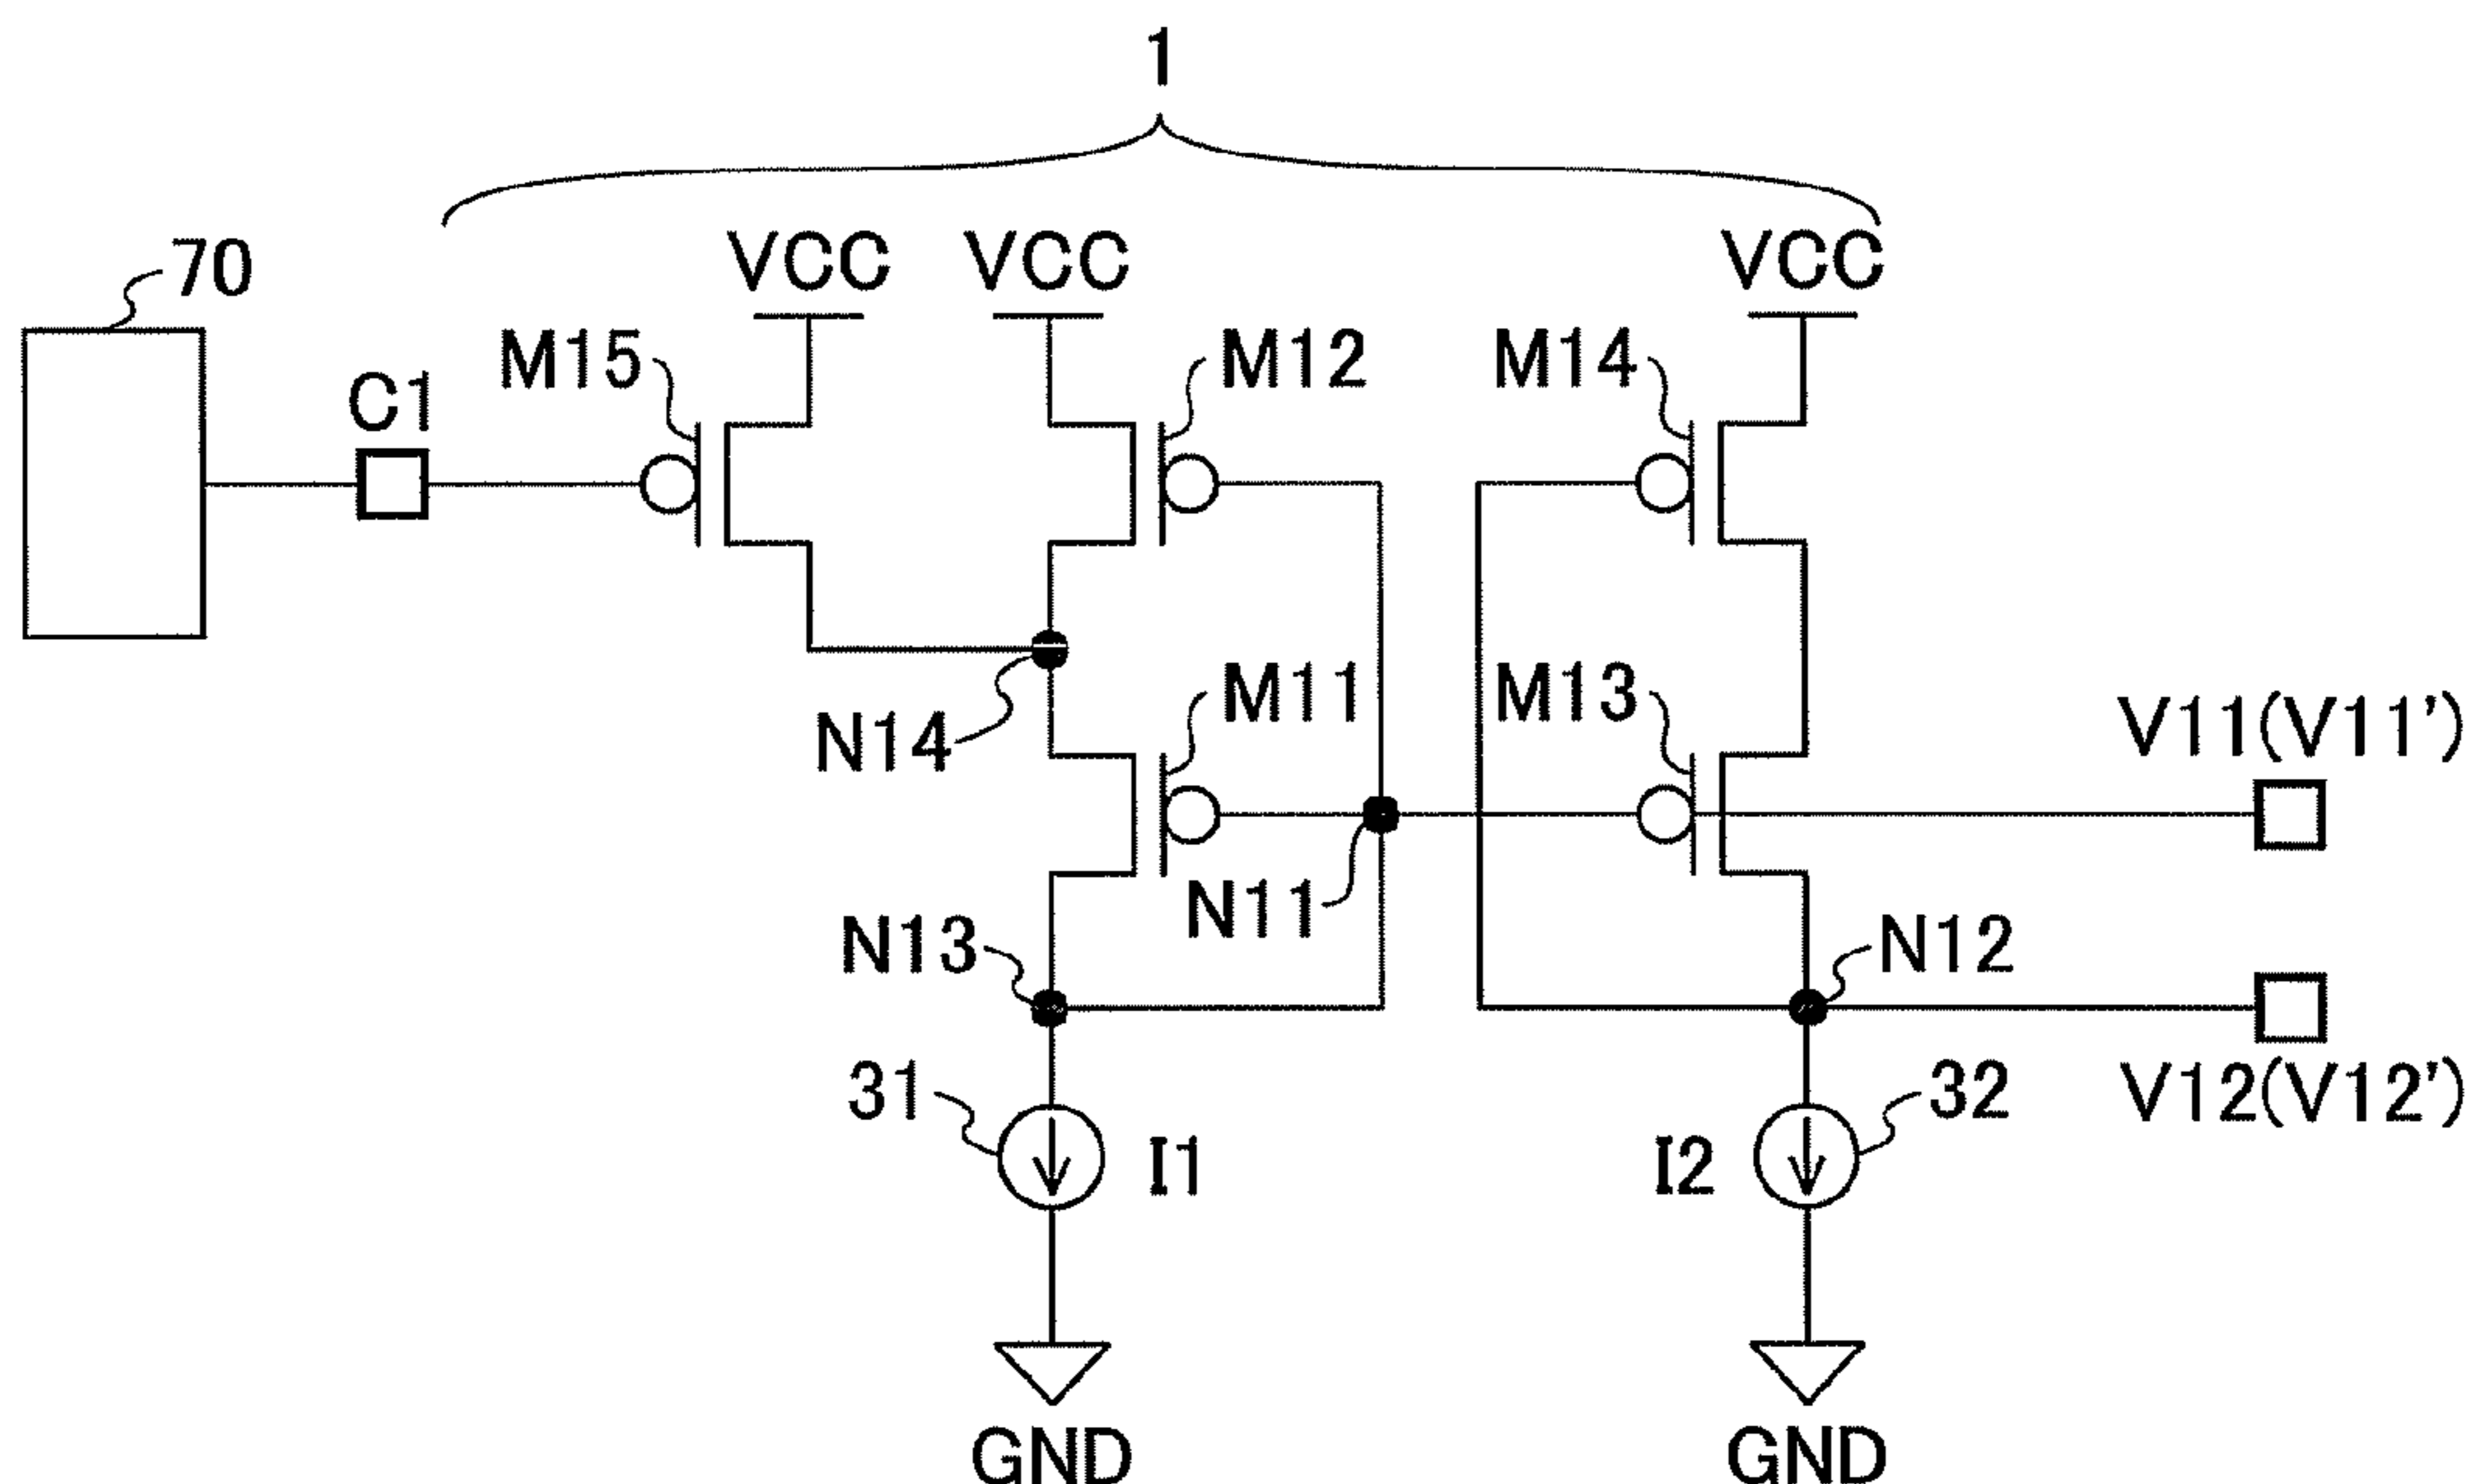 1
70
VCC
VCC
VCC
M15
M12
M14
C1
N14
M11
M13
V11(V11')
N11
N13
N12
31
I1
I2
32
V12(V12')
GND
GND